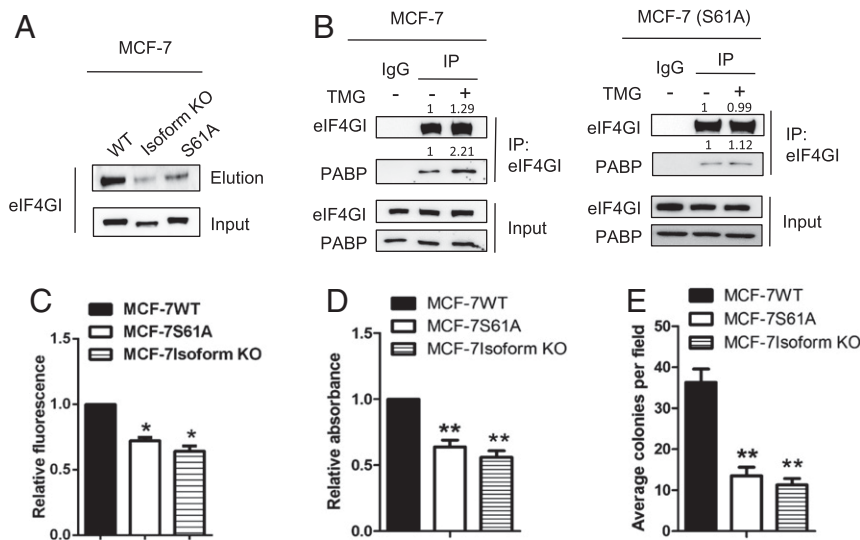 A
MCF-7
WT Isoform KO S61A
eIF4GI
Elution
Input
B
MCF-7
IgG IP
TMG - - +
1 1.29
eIF4GI
1 2.21
PABP
IP: eIF4GI
eIF4GI
PABP
Input
MCF-7 (S61A)
IgG IP
TMG - - +
1 0.99
eIF4GI
1 1.12
PABP
IP: eIF4GI
eIF4GI
PABP
Input
C
MCF-7WT
MCF-7S61A
MCF-7Isoform KO
Relative fluorescence
1.5
1.0
0.5
0.0
* *
D
MCF-7WT
MCF-7S61A
MCF-7Isoform KO
Relative absorbance
1.5
1.0
0.5
0.0
** **
E
MCF-7WT
MCF-7S61A
MCF-7Isoform KO
Average colonies per field
50
40
30
20
10
0
** **